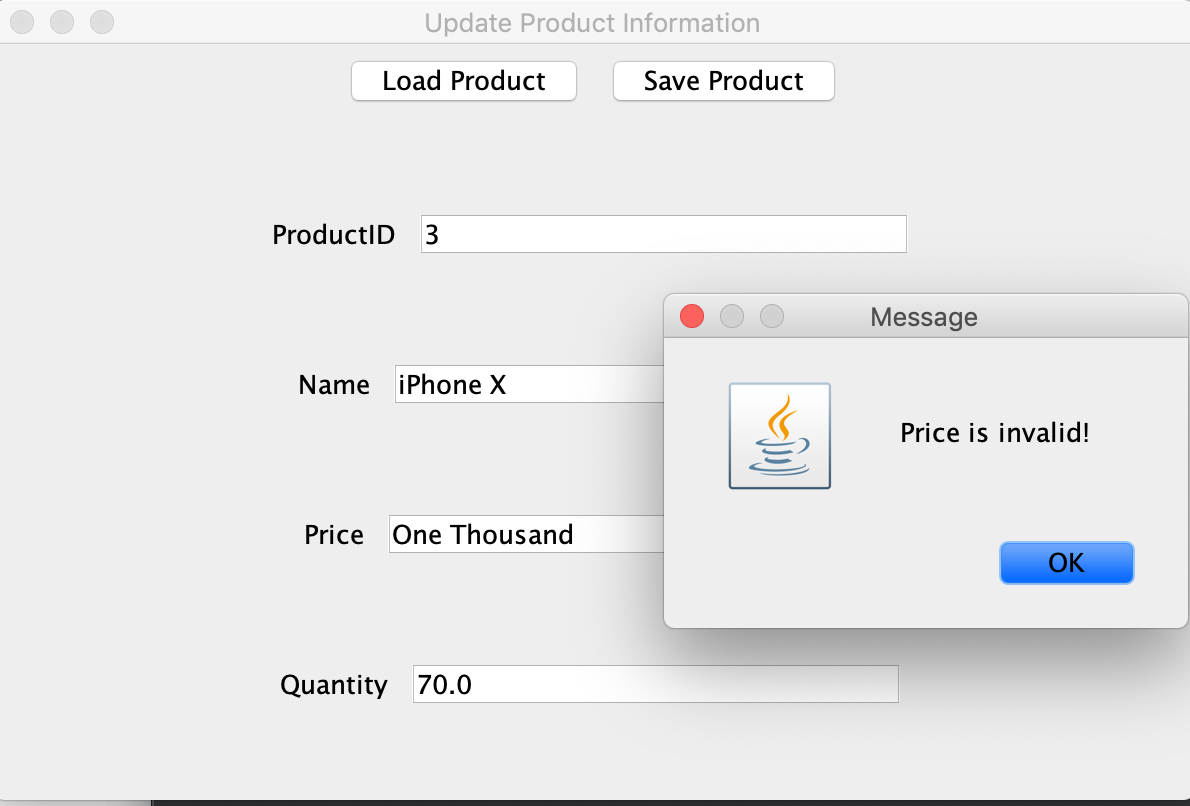 Update Product Information
Load Product Save Product
ProductID 3
Message
Name iPhone X
Price is invalid!
Price One Thousand
OK
Quantity 70.0